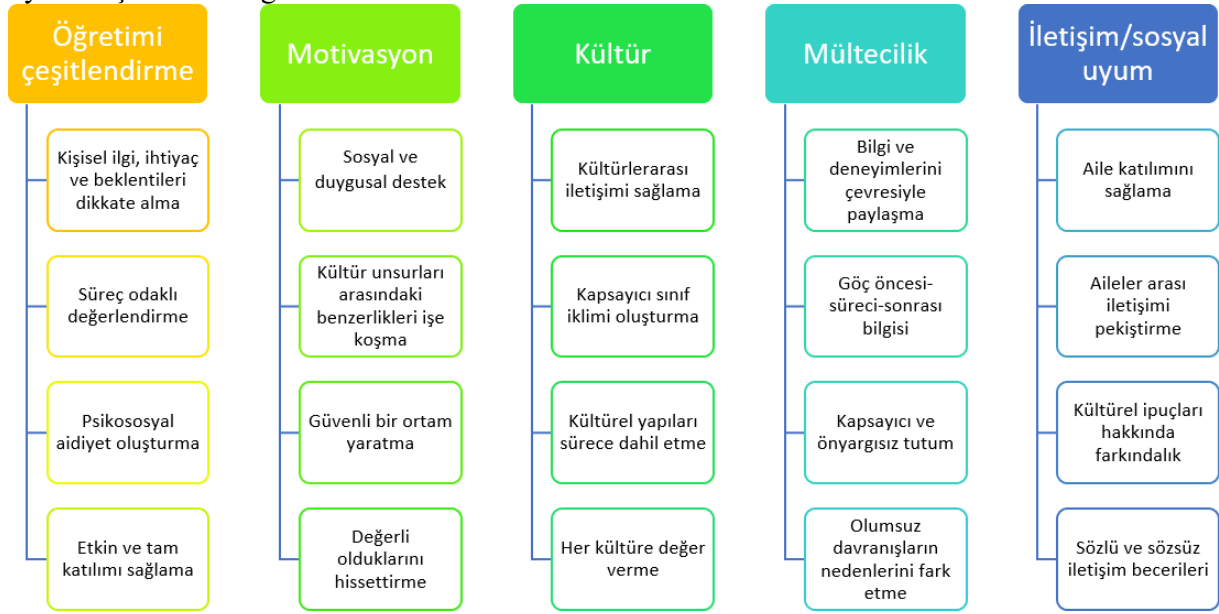 Öğretimi
çeşitlendirme
Kişisel ilgi, ihtiyaç
ve beklentileri
dikkate alma
Süreç odaklı
değerlendirme
Psikososyal
aidiyet oluşturma
Etkin ve tam
katılımı sağlama
Motivasyon
Sosyal ve
duygusal destek
Kültür unsurları
arasındaki
benzerlikleri işe
koşma
Güvenli bir ortam
yaratma
Değerli
olduklarını
hissettirme
Kültür
Kültürlerarası
iletişimi sağlama
Kapsayıcı sınıf
iklimi oluşturma
Kültürel yapıları
sürece dahil etme
Her kültüre değer
verme
Mültecilik
Bilgi ve
deneyimlerini
çevresiyle
paylaşma
Göç öncesi-
süreci-sonrası
bilgisi
Kapsayıcı ve
önyargısız tutum
Olumsuz
davranışların
nedenlerini fark
etme
İletişim/sosyal
uyum
Aile katılımını
sağlama
Aileler arası
iletişimi
pekiştirme
Kültürel ipuçları
hakkında
farkındalık
Sözlü ve sözsüz
iletişim becerileri